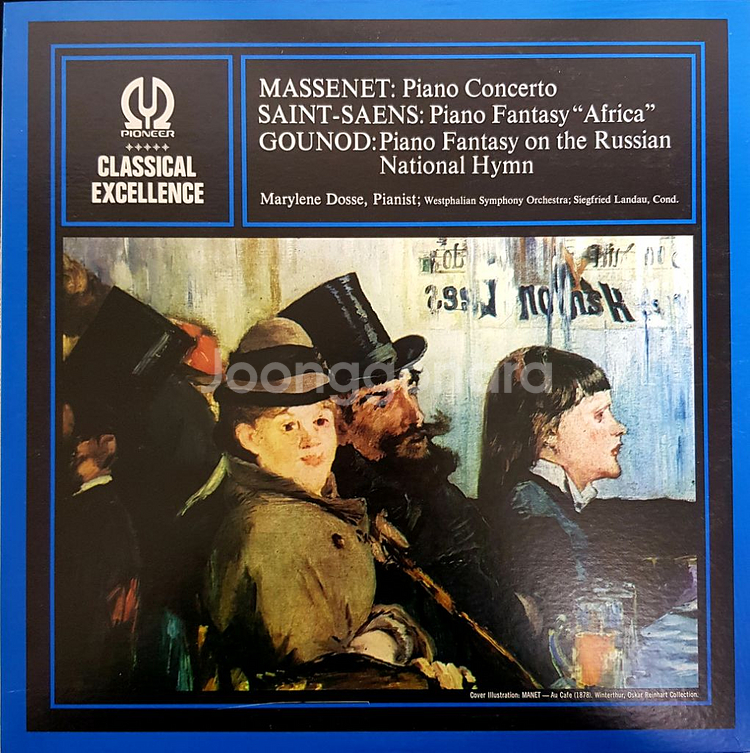 PIONEER
CLASSICAL
EXCELLENCE
MASSENET: Piano Concerto
SAINT-SAENS: Piano Fantasy “Africa”
GOUNOD: Piano Fantasy on the Russian
National Hymn
Marylene Dosse, Pianist; Westphalian Symphony Orchestra; Siegfried Landau, Cond.
Joonggonara
Cover Illustration: MANET — Au Cafe (1878). Winterthur, Oskar Reinhart Collection.